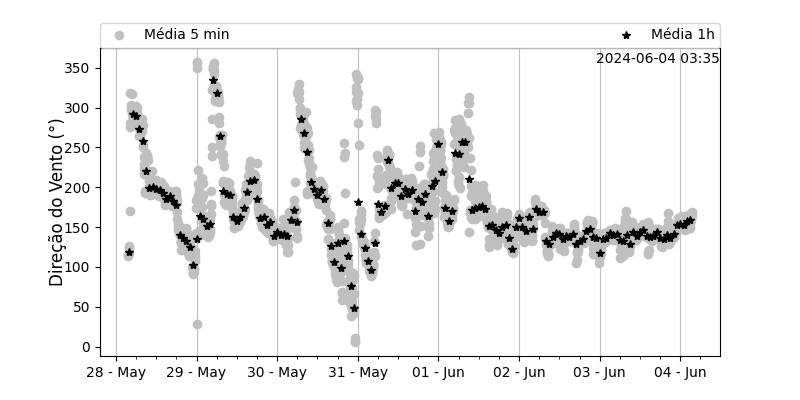 Média 5 min
Média 1h
2024-06-04 03:35
Direção do Vento (°)
350
300
250
200
150
100
50
0
28 - May
29 - May
30 - May
31 - May
01 - Jun
02 - Jun
03 - Jun
04 - Jun